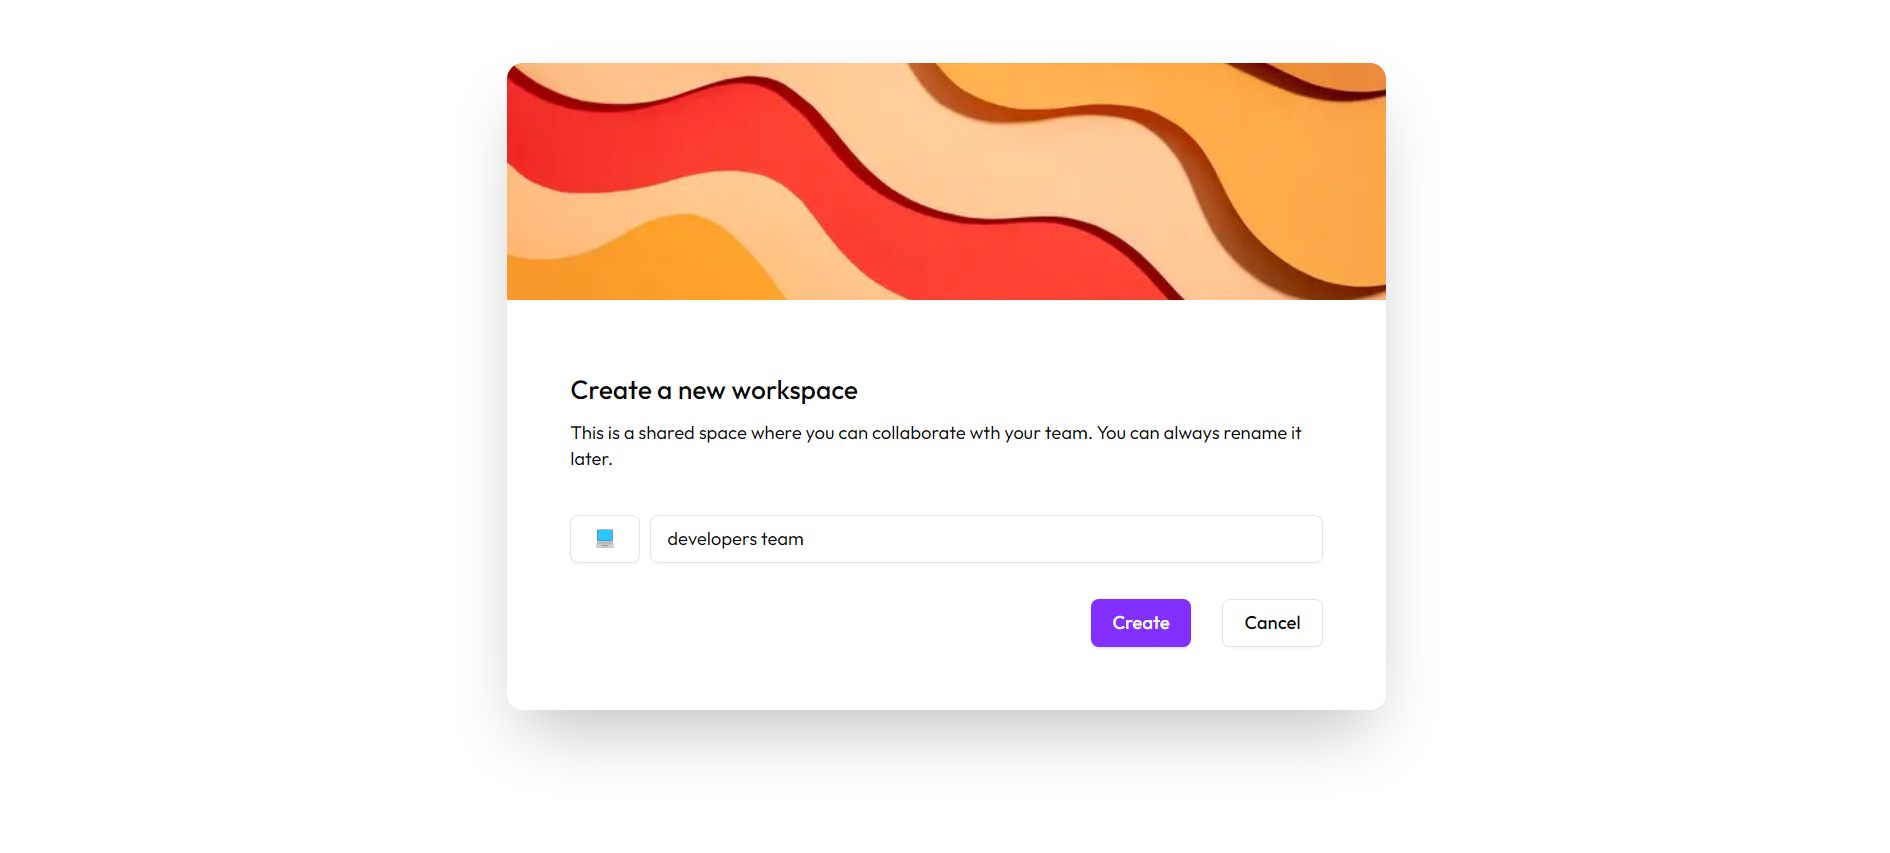 Create a new workspace
This is a shared space where you can collaborate wth your team. You can always rename it
later.
developers team
Create
Cancel